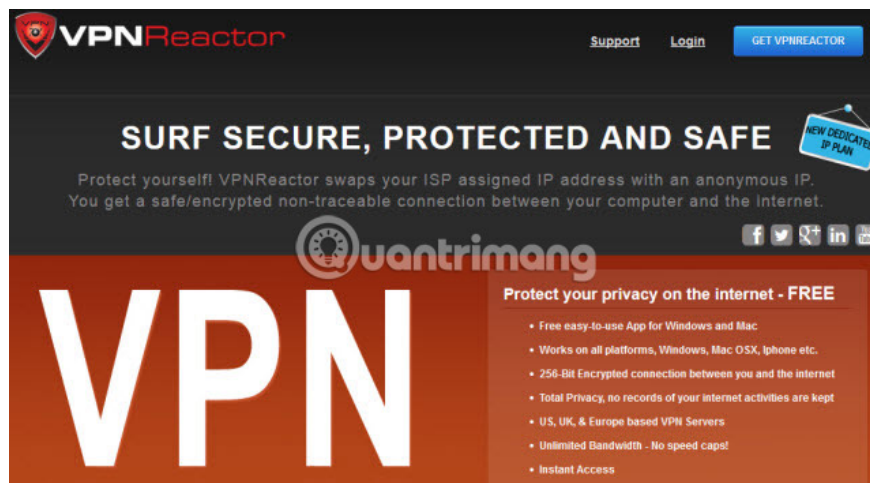 VPNReactor
Support
Login
GET VPNREACTOR
SURF SECURE, PROTECTED AND SAFE
NEW DEDICATED
IP PLAN
Protect yourself! VPNReactor swaps your ISP assigned IP address with an anonymous IP.
You get a safe/encrypted non-traceable connection between your computer and the internet.
Quantrimang
VPN
Protect your privacy on the internet - FREE
• Free easy-to-use App for Windows and Mac
• Works on all platforms, Windows, Mac OSX, Iphone etc.
• 256-Bit Encrypted connection between you and the internet
• Total Privacy, no records of your internet activities are kept
• US, UK, & Europe based VPN Servers
• Unlimited Bandwidth - No speed caps!
• Instant Access